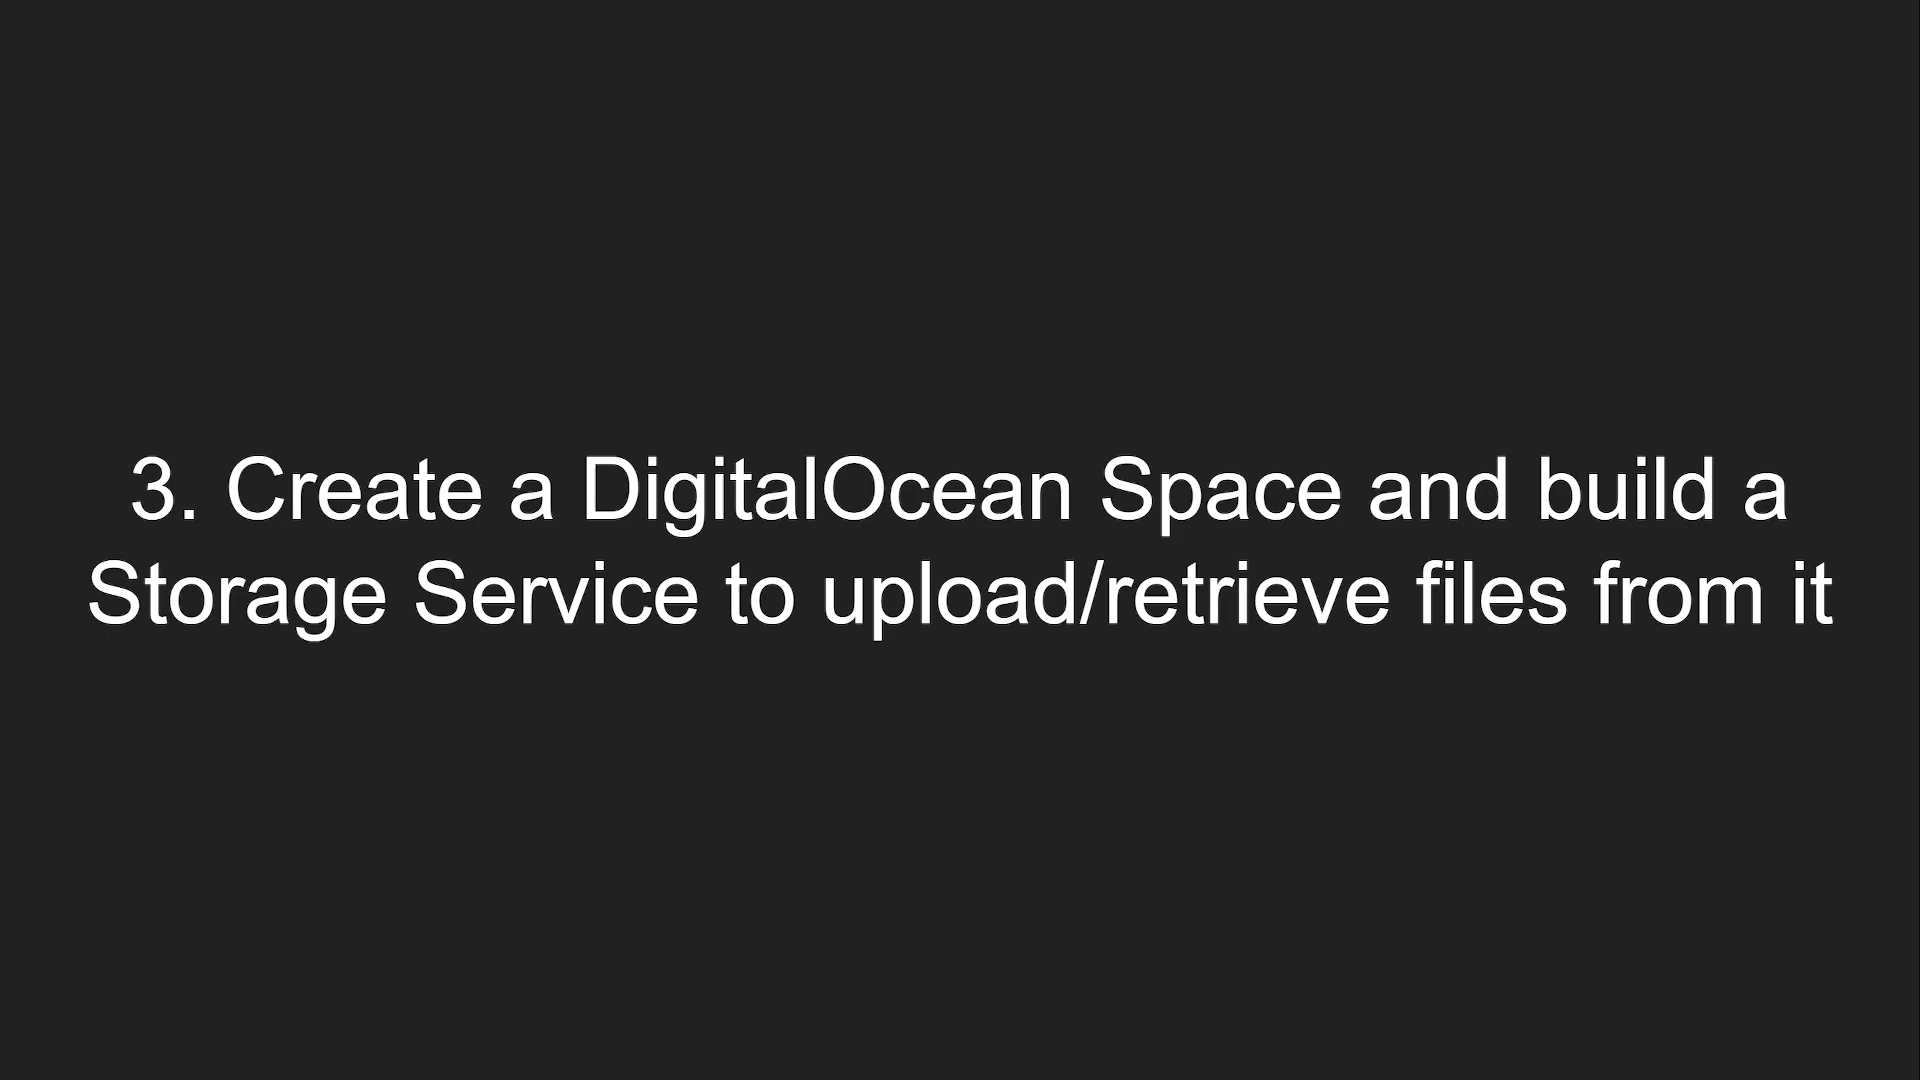 3. Create a DigitalOcean Space and build a
Storage Service to upload/retrieve files from it